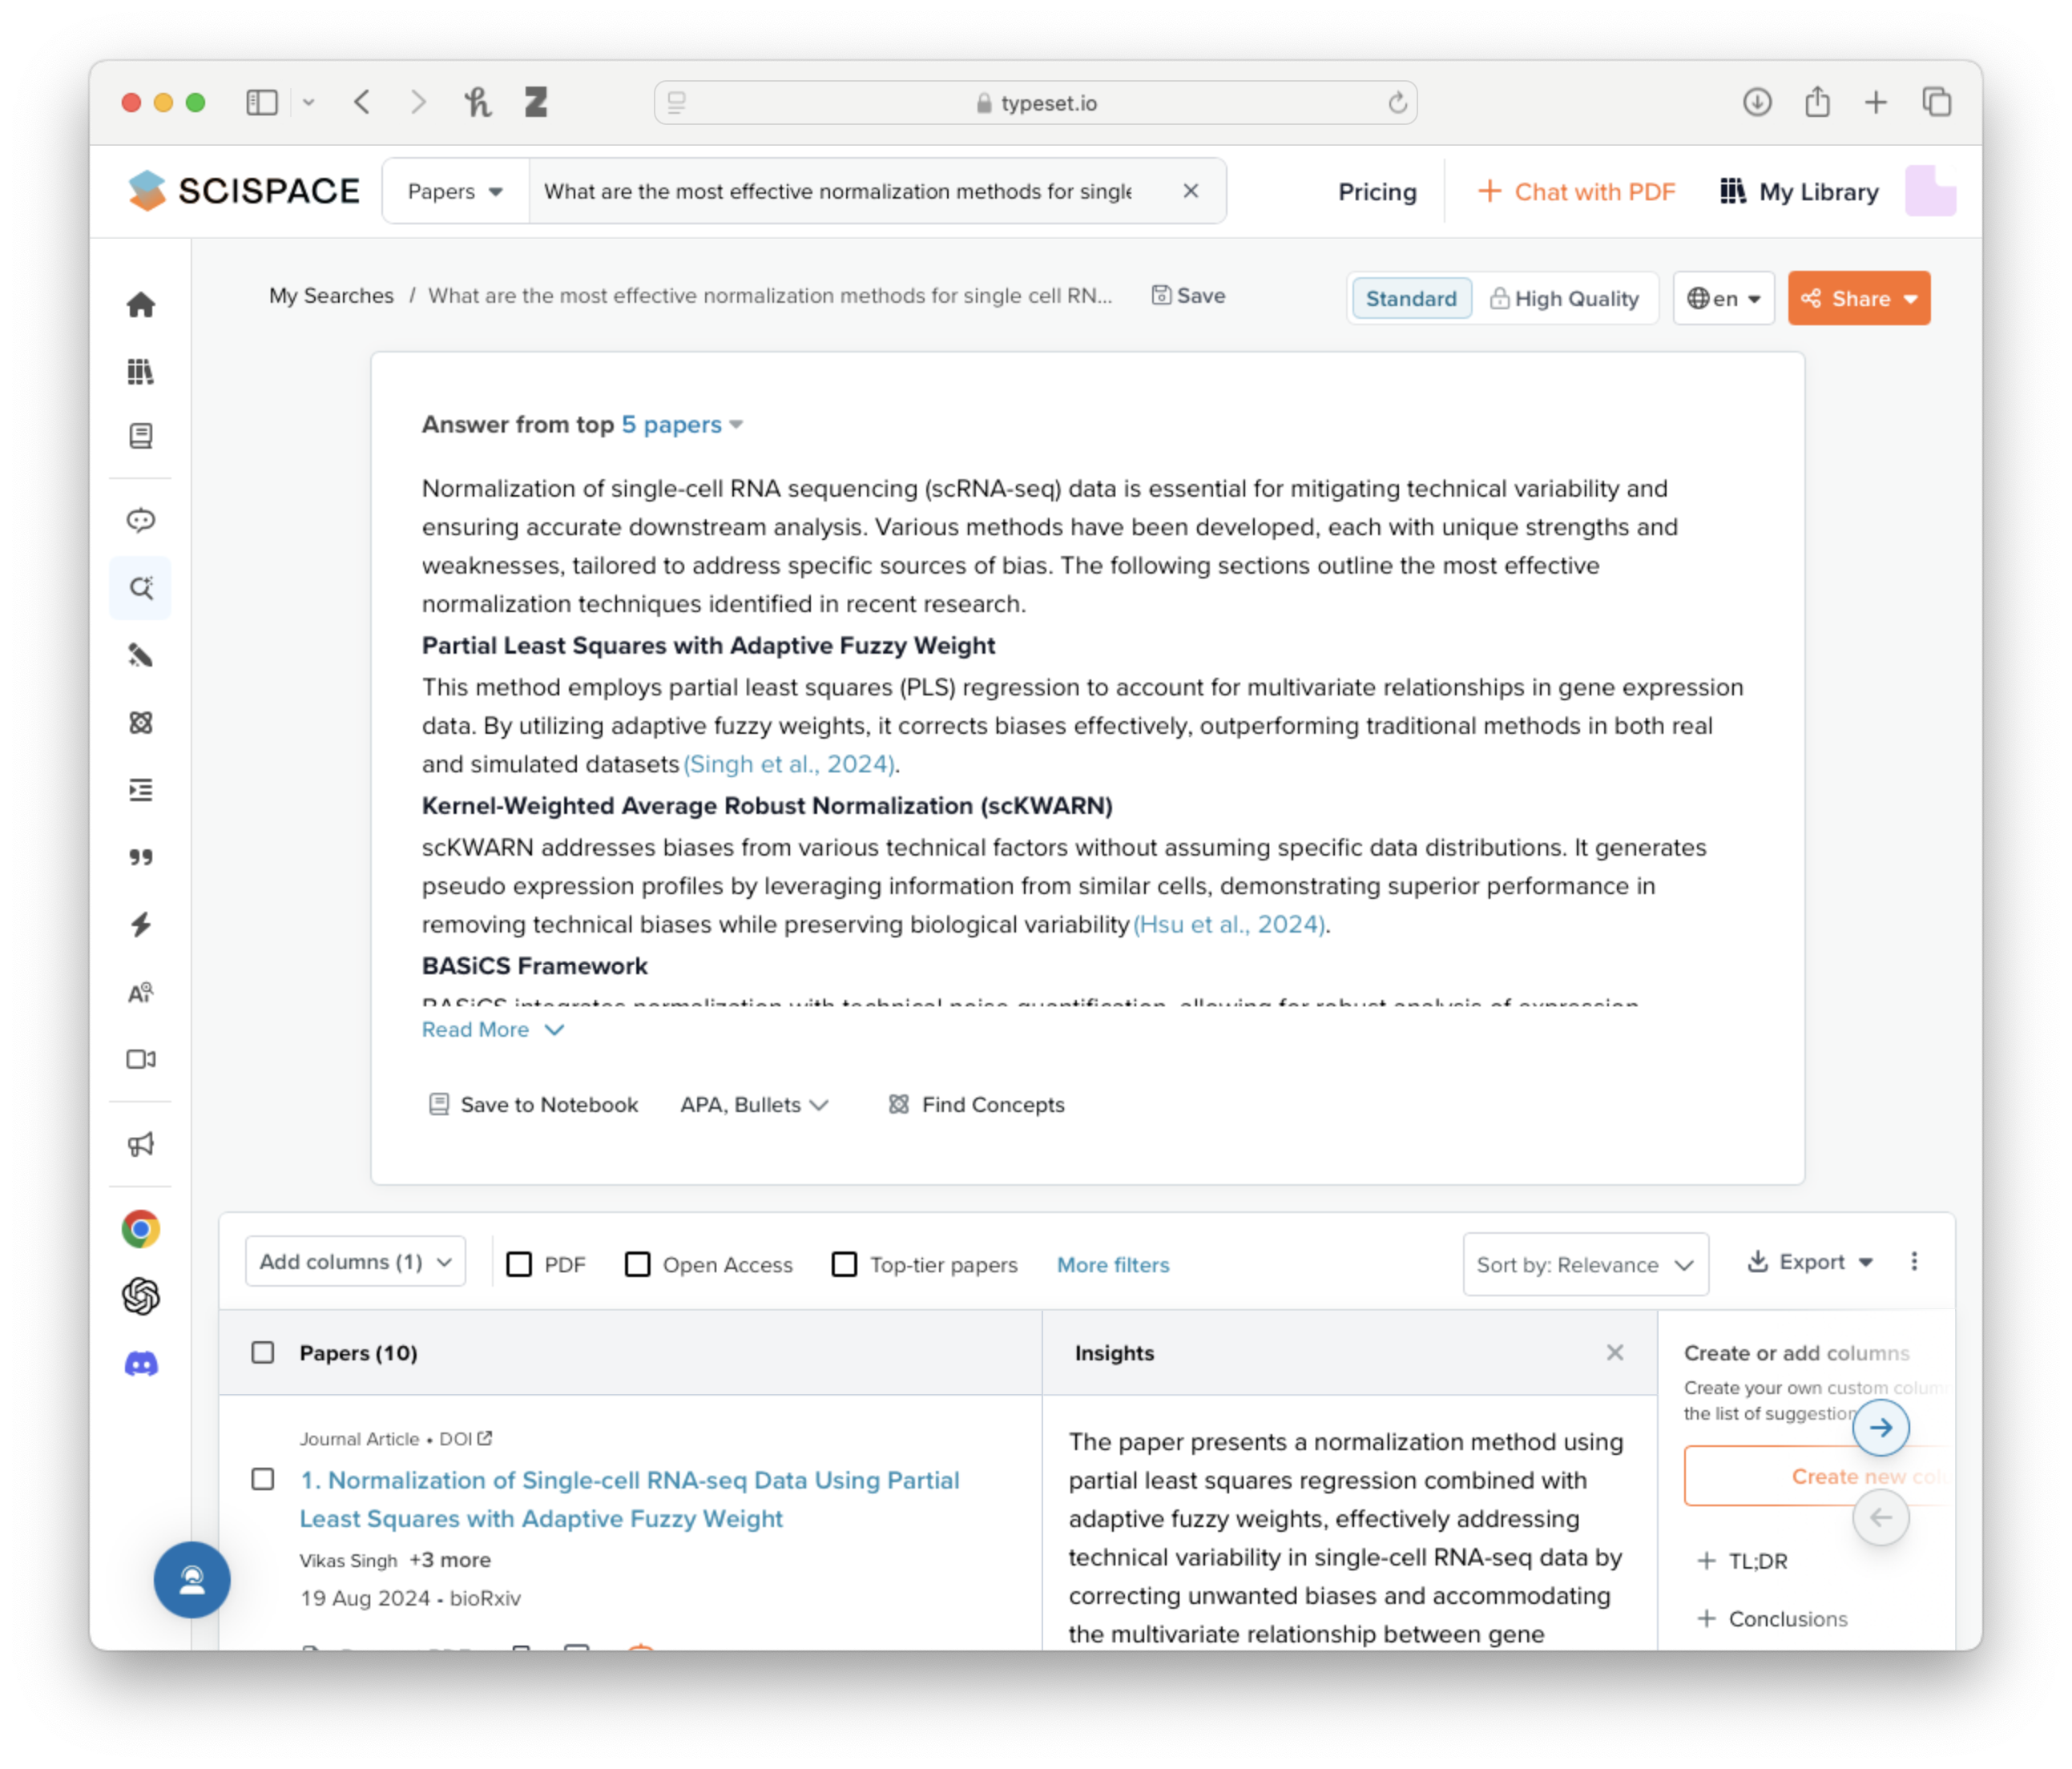 typeset.io
SCISPACE
Papers
What are the most effective normalization methods for single
Pricing
+ Chat with PDF
My Library
My Searches / What are the most effective normalization methods for single cell RN...
Save
Standard
High Quality
en
Share
Answer from top 5 papers
Normalization of single-cell RNA sequencing (scRNA-seq) data is essential for mitigating technical variability and
ensuring accurate downstream analysis. Various methods have been developed, each with unique strengths and
weaknesses, tailored to address specific sources of bias. The following sections outline the most effective
normalization techniques identified in recent research.
Partial Least Squares with Adaptive Fuzzy Weight
This method employs partial least squares (PLS) regression to account for multivariate relationships in gene expression
data. By utilizing adaptive fuzzy weights, it corrects biases effectively, outperforming traditional methods in both real
and simulated datasets (Singh et al., 2024).
Kernel-Weighted Average Robust Normalization (scKWARN)
scKWARN addresses biases from various technical factors without assuming specific data distributions. It generates
pseudo expression profiles by leveraging information from similar cells, demonstrating superior performance in
removing technical biases while preserving biological variability (Hsu et al., 2024).
BASiCS Framework
BASiCS integrates normalization with technical noise quantification, allowing for robust analysis of expression
Read More
Save to Notebook
APA, Bullets
Find Concepts
Add columns (1)
PDF
Open Access
Top-tier papers
More filters
Sort by: Relevance
Export
Papers (10)
Insights
Create or add columns
Create your own custom colum
the list of suggestion
Create new colu
+ TL;DR
+ Conclusions
Journal Article • DOI
1. Normalization of Single-cell RNA-seq Data Using Partial
Least Squares with Adaptive Fuzzy Weight
Vikas Singh +3 more
19 Aug 2024 • bioRxiv
The paper presents a normalization method using
partial least squares regression combined with
adaptive fuzzy weights, effectively addressing
technical variability in single-cell RNA-seq data by
correcting unwanted biases and accommodating
the multivariate relationship between gene